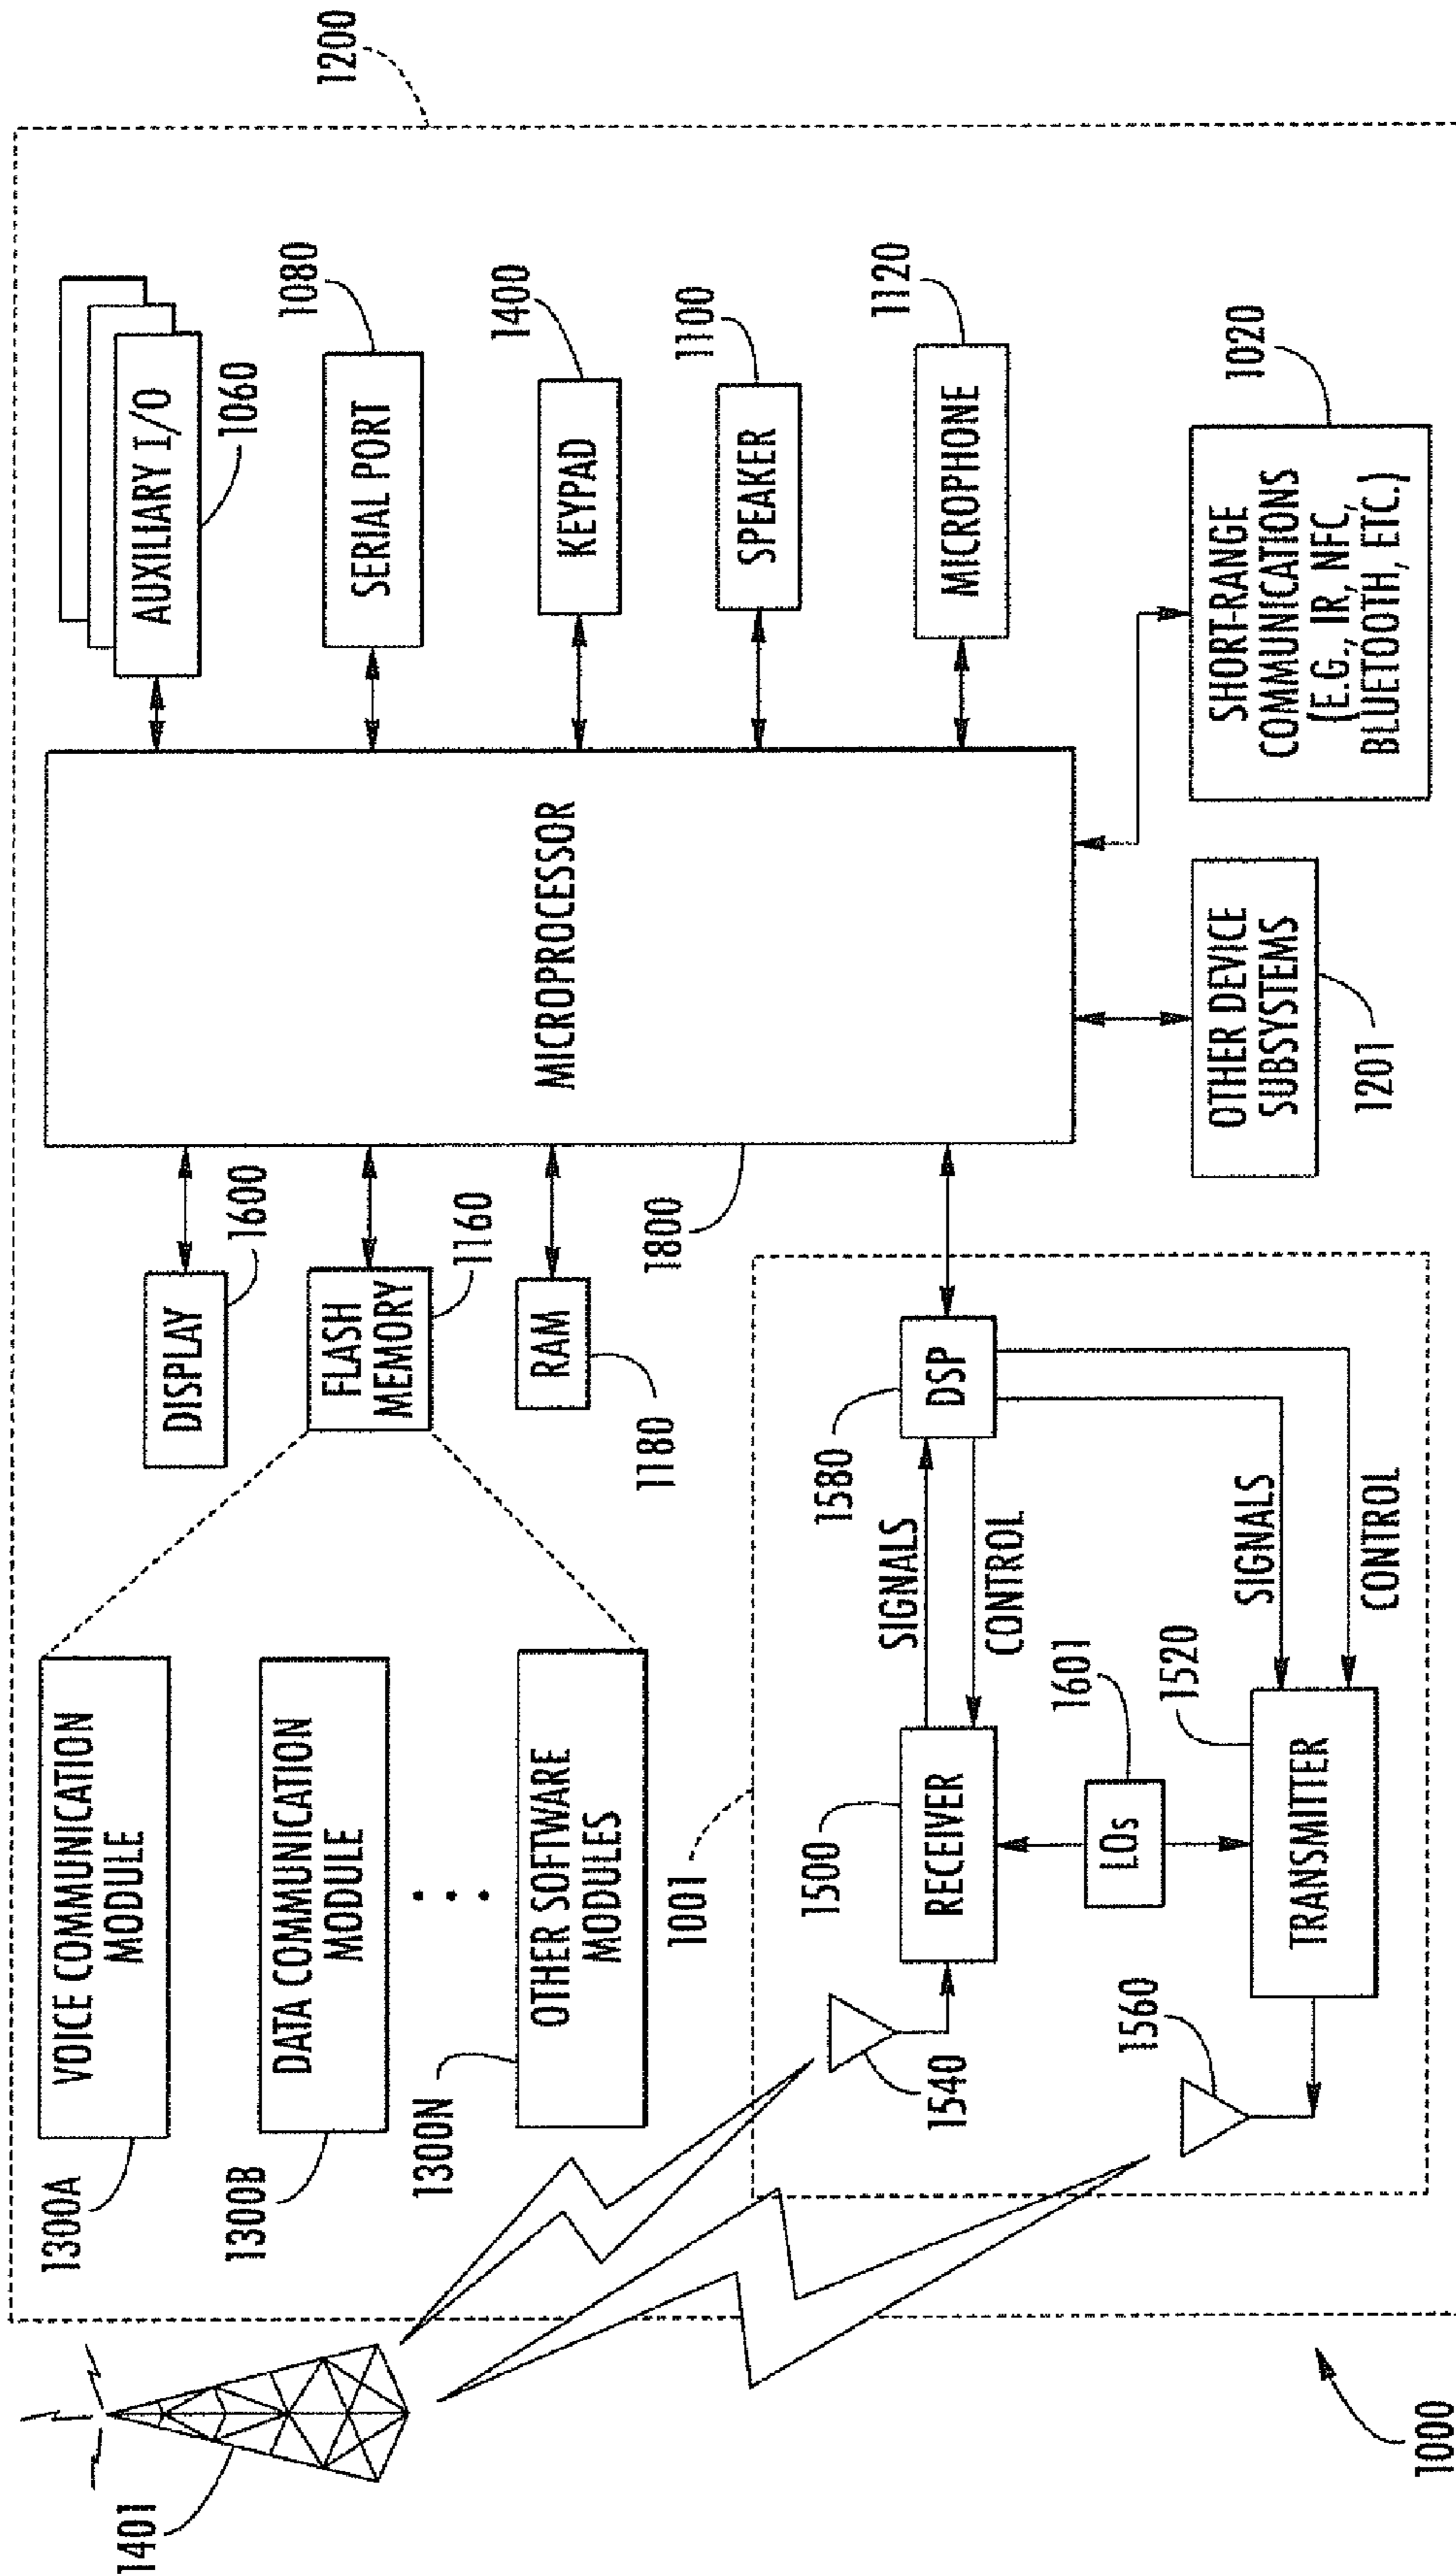 1401
1300A
VOICE COMMUNICATION
MODULE
1300B
DATA COMMUNICATION
MODULE
1300N
OTHER SOFTWARE
MODULES
DISPLAY
1600
FLASH
MEMORY
1160
RAM
1180
MICROPROCESSOR
1800
AUXILIARY I/O
1060
SERIAL PORT
1080
KEYPAD
1400
SPEAKER
1100
MICROPHONE
1120
SHORT-RANGE
COMMUNICATIONS
(E.G., IR, NFC,
BLUETOOTH, ETC.)
1020
OTHER DEVICE
SUBSYSTEMS
1201
1200
1001
1540
RECEIVER
1500
SIGNALS
CONTROL
DSP
1580
LOs
1601
1560
TRANSMITTER
1520
SIGNALS
CONTROL
1000